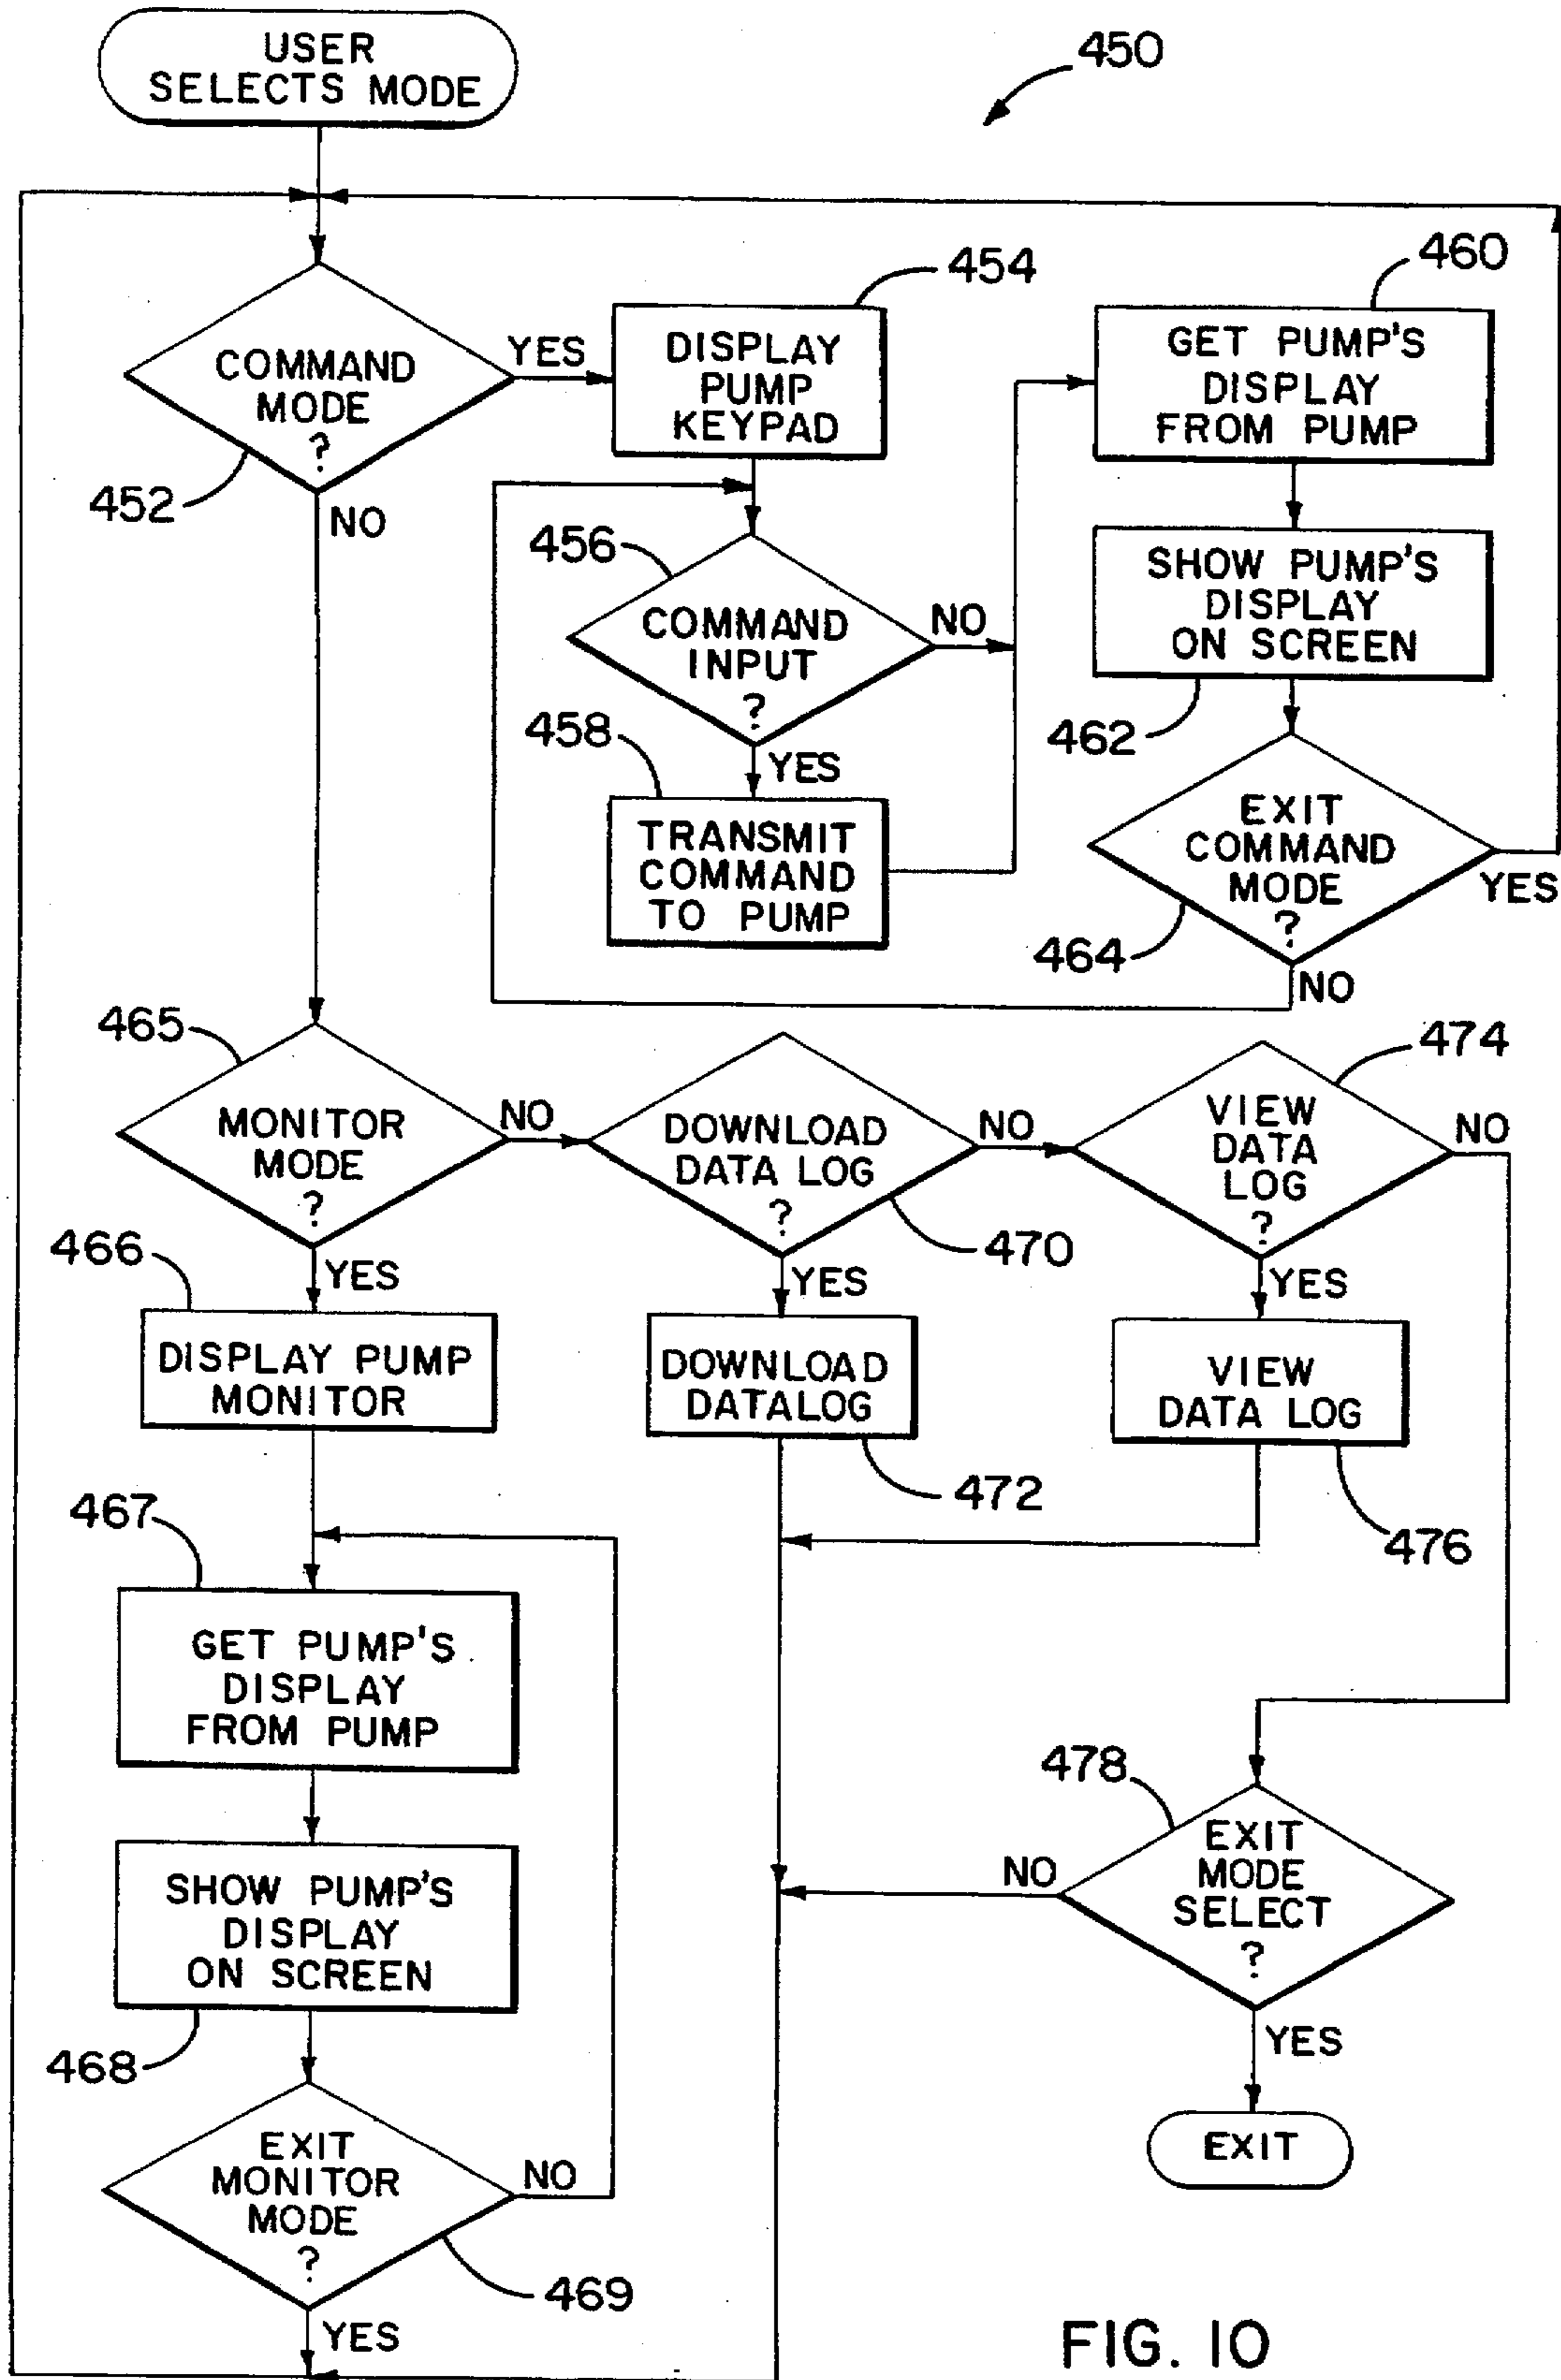 USER
SELECTS MODE
450
COMMAND
MODE
?
452
YES
NO
454
DISPLAY
PUMP
KEYPAD
456
COMMAND
INPUT
?
NO
YES
458
TRANSMIT
COMMAND
TO PUMP
460
GET PUMP'S
DISPLAY
FROM PUMP
SHOW PUMP'S
DISPLAY
ON SCREEN
462
EXIT
COMMAND
MODE
?
464
YES
NO
465
MONITOR
MODE
?
NO
YES
466
DISPLAY PUMP
MONITOR
467
GET PUMP'S
DISPLAY
FROM PUMP
SHOW PUMP'S
DISPLAY
ON SCREEN
468
EXIT
MONITOR
MODE
?
NO
469
YES
DOWNLOAD
DATA LOG
?
NO
470
YES
DOWNLOAD
DATALOG
472
474
VIEW
DATA
LOG
?
NO
YES
VIEW
DATA LOG
476
478
EXIT
MODE
SELECT
?
NO
YES
EXIT
FIG. 10